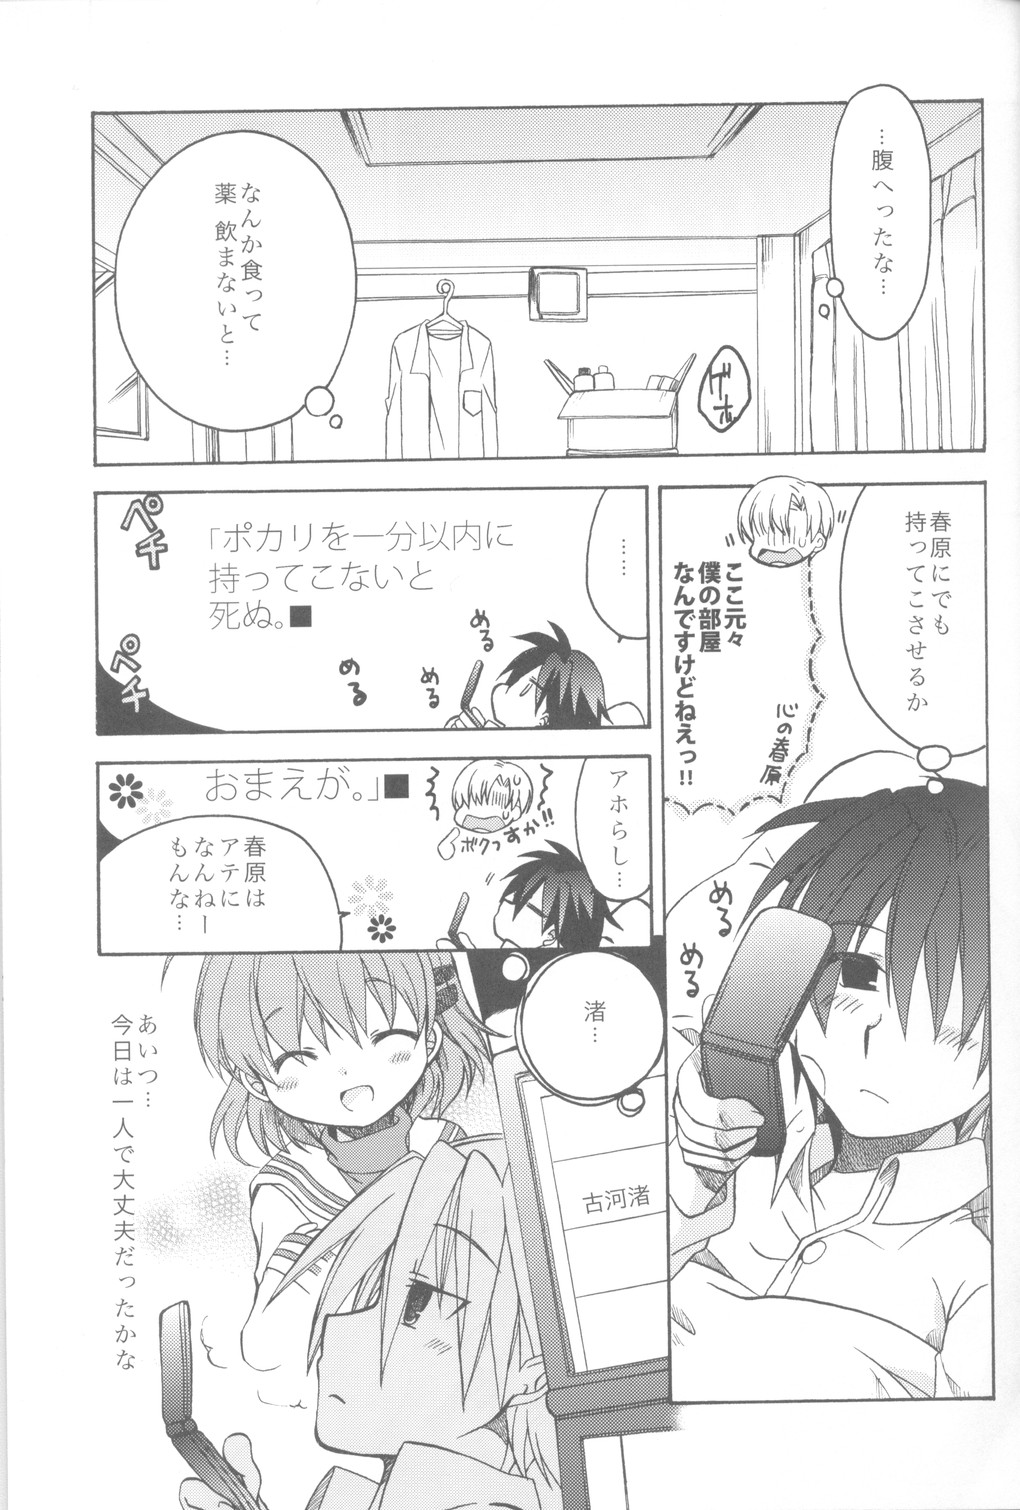 …腹へったな…
なんか食って
薬 飲まないと…
ゲホ
春原にでも
持ってこさせるか
ここ元々
僕の部屋
なんですけどねえっ!!
心の春原
める
める
……
「ポカリを一分以内に
持ってこないと
死ぬ。■
ペチ
ペチ
める
める
める
アホらし…
おまえが。」■
ボクっすか!!
春原は
アテに
なんねー
もんな…
渚…
古河渚
あいつ…
今日は一人で大丈夫だったかな